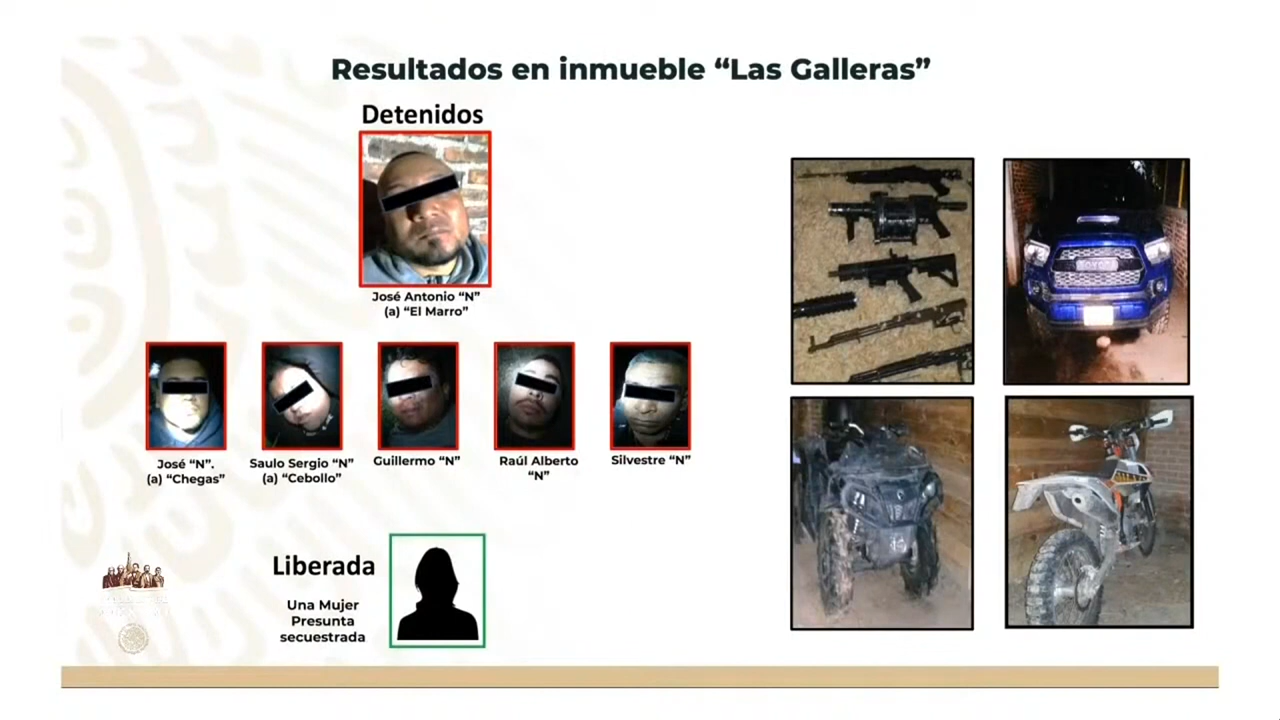 Resultados en inmueble “Las Galleras”
Detenidos
José Antonio “N”
(a) “El Marro”
José “N”.
(a) “Chegas”
Saulo Sergio “N”
(a) “Cebollo”
Guillermo “N”
Raúl Alberto
“N”
Silvestre “N”
Liberada
Una Mujer
Presunta
secuestrada
TOYOTA